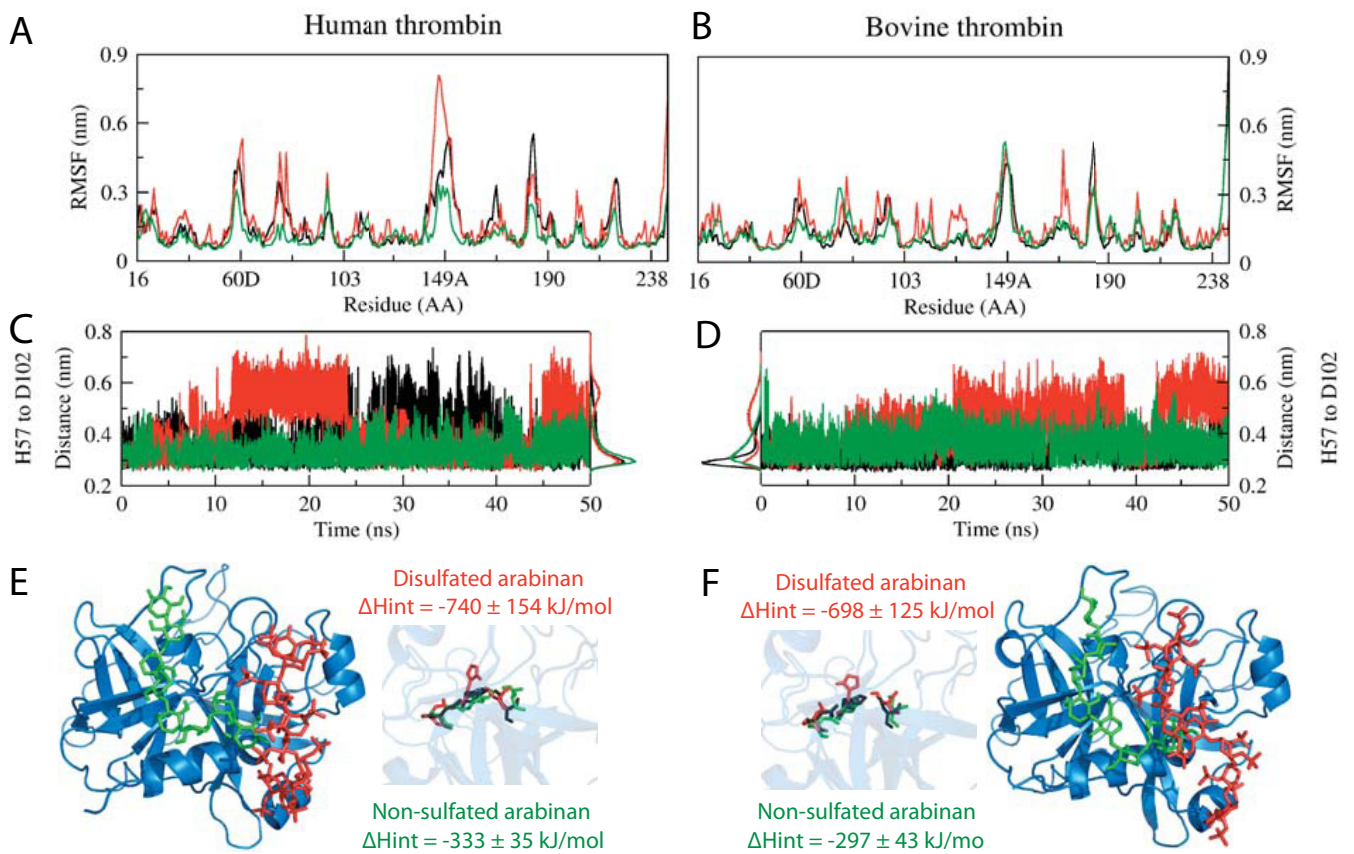 A
Human thrombin
0.9
0.6
0.3
0
RMSF (nm)
16
60D
103
149A
190
238
Residue (AA)
B
Bovine thrombin
0.9
0.6
0.3
0
RMSF (nm)
16
60D
103
149A
190
238
Residue (AA)
C
H57 to D102
Distance (nm)
0.8
0.6
0.4
0.2
0
10
20
30
40
50
Time (ns)
D
0.8
0.6
0.4
0.2
Distance (nm)
H57 to D102
0
10
20
30
40
50
Time (ns)
E
Disulfated arabinan
ΔHint = -740 ± 154 kJ/mol
Non-sulfated arabinan
ΔHint = -333 ± 35 kJ/mol
F
Disulfated arabinan
ΔHint = -698 ± 125 kJ/mol
Non-sulfated arabinan
ΔHint = -297 ± 43 kJ/mo